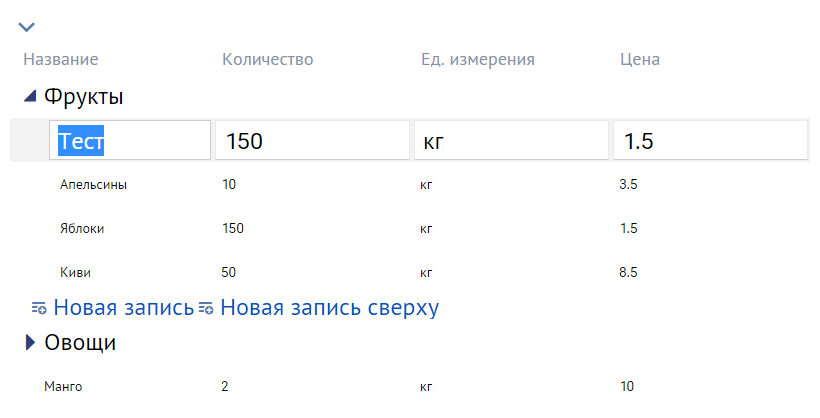 Название Количество Ед. измерения Цена
Фрукты
Тест 150 кг 1.5
Апельсины 10 кг 3.5
Яблоки 150 кг 1.5
Киви 50 кг 8.5
Новая запись Новая запись сверху
Овощи
Манго 2 кг 10